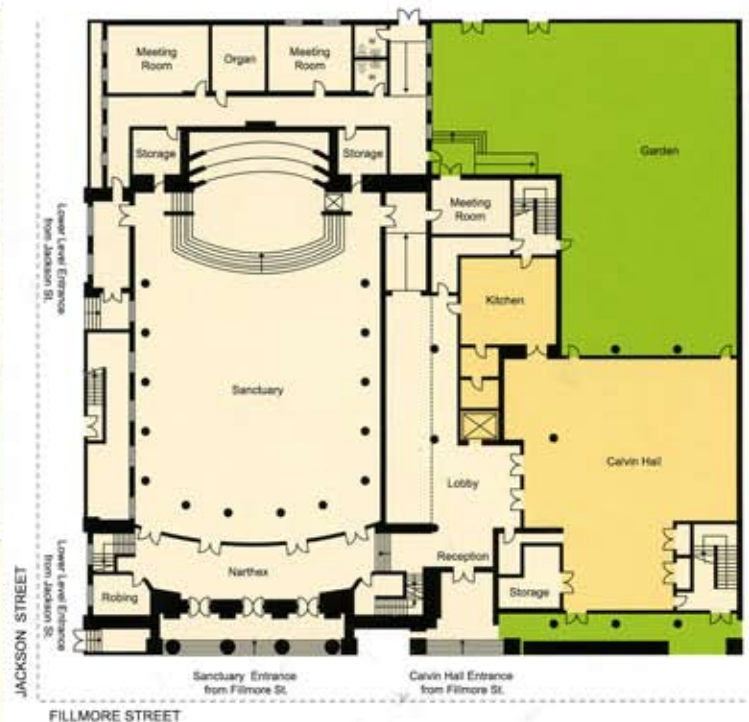 Meeting
Room
Organ
Meeting
Room
Storage
Storage
Garden
Meeting
Room
Lower Level Entrance
from Jackson St.
Kitchen
Sanctuary
Calvin Hall
Lobby
Lower Level Entrance
from Jackson St.
Reception
Narthex
Robing
Storage
JACKSON STREET
Sanctuary Entrance
from Fillmore St.
Calvin Hall Entrance
from Fillmore St.
FILLMORE STREET